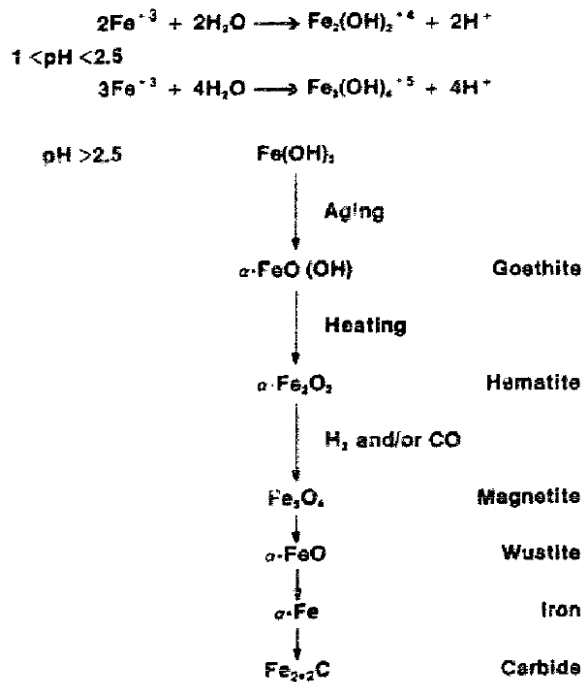 2Fe⁺³ + 2H₂O ⟶ Fe₂(OH)₂⁺⁴ + 2H⁺
1 <pH <2.5
3Fe⁺³ + 4H₂O ⟶ Fe₃(OH)₄⁺⁵ + 4H⁺
pH >2.5 Fe(OH)₃
Aging
α·FeO (OH) Goethite
Heating
α·Fe₂O₃ Hematite
H₂ and/or CO
Fe₃O₄ Magnetite
α·FeO Wustite
α·Fe Iron
Fe₂.₂C Carbide